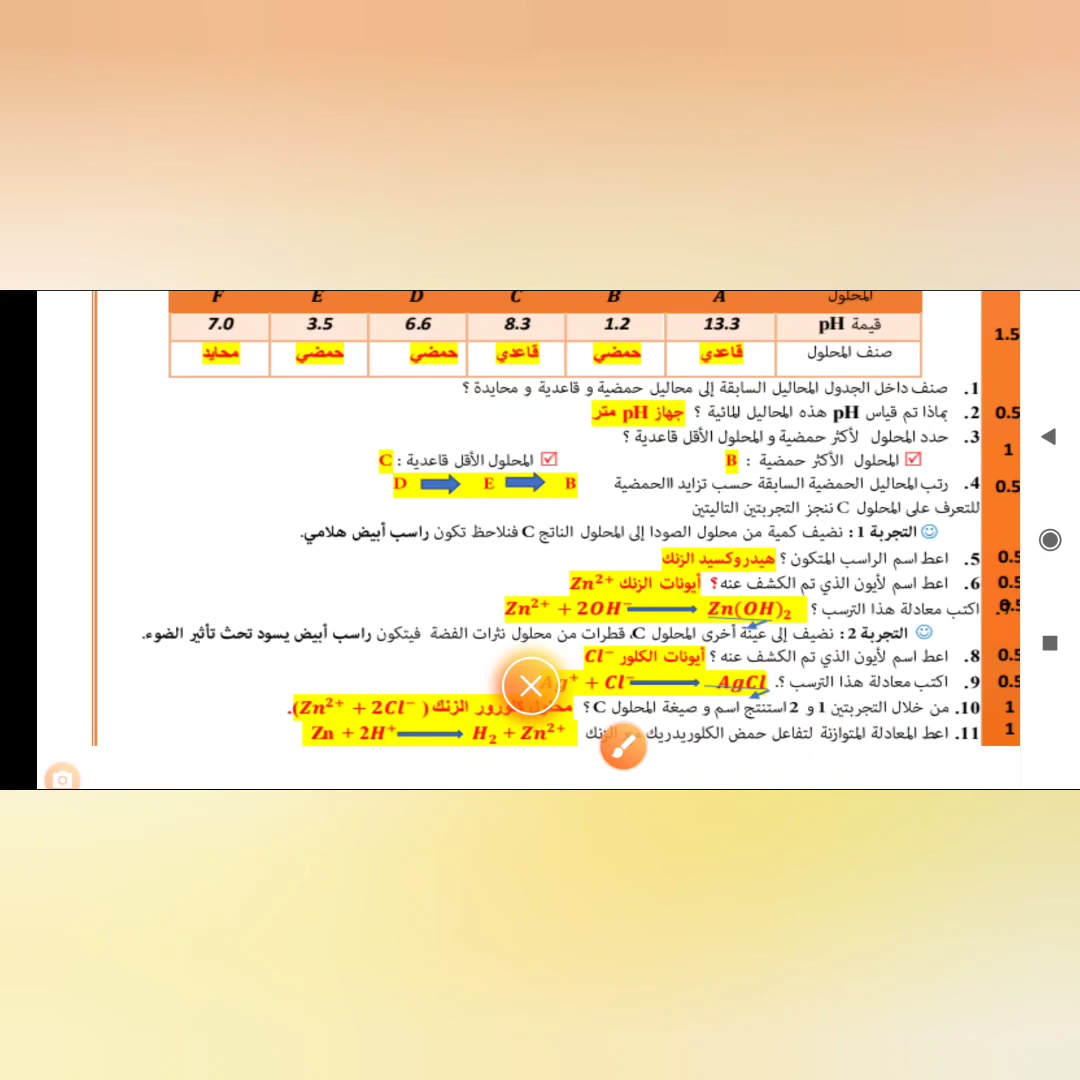 المحلول A B C D E F
قيمة pH 13.3 1.2 8.3 6.6 3.5 7.0
صنف المحلول قاعدي حمضي قاعدي حمضي حمضي محايد
1.5
1. صنف داخل الجدول المحاليل السابقة إلى محاليل حمضية و قاعدية و محايدة ؟
2. بماذا تم قياس pH هذه المحاليل المائية ؟ جهاز pH متر 0.5
3. حدد المحلول لأكثر حمضية و المحلول الأقل قاعدية ؟
☑ المحلول الأكثر حمضية : B ☑ المحلول الأقل قاعدية : C 1
4. رتب المحاليل الحمضية السابقة حسب تزايد االحمضية B E D 0.5
للتعرف على المحلول C ننجز التجربتين التاليتين
☺ التجربة 1: نضيف كمية من محلول الصودا إلى المحلول الناتج C فنلاحظ تكون راسب أبيض هلامي.
5. اعط اسم الراسب المتكون ؟ هيدروكسيد الزنك 0.5
6. اعط اسم لأيون الذي تم الكشف عنه ؟ أيونات الزنك Zn²⁺ 0.5
اكتب معادلة هذا الترسب ؟ Zn²⁺ + 2OH⁻ → Zn(OH)₂
☺ التجربة 2: نضيف إلى عينة أخرى المحلول C، قطرات من محلول نثرات الفضة فيتكون راسب أبيض يسود تحث تأثير الضوء.
8. اعط اسم لأيون الذي تم الكشف عنه ؟ أيونات الكلور Cl⁻ 0.5
9. اكتب معادلة هذا الترسب ؟. + Cl⁻ → AgCl 0.5
10. من خلال التجربتين 1 و 2 استنتج اسم و صيغة المحلول C ؟ الزنك (Zn²⁺ + 2Cl⁻). 1
11. اعط المعادلة المتوازنة لتفاعل حمض الكلوريدريك الزنك Zn + 2H⁺ → H₂ + Zn²⁺ 1